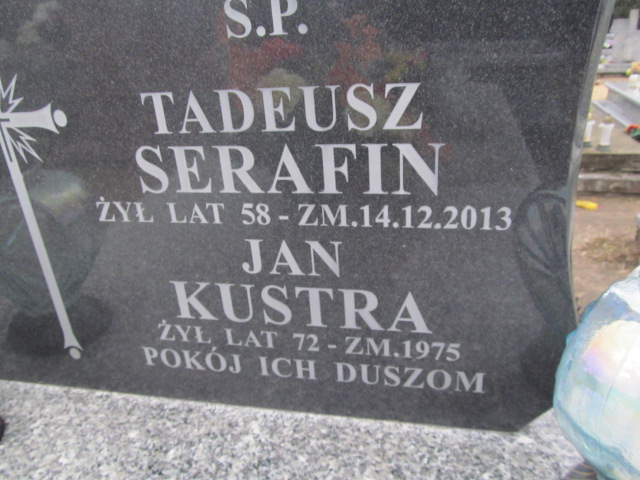 S.P.
TADEUSZ
SERAFIN
ŻYŁ LAT 58 - ZM.14.12.2013
JAN
KUSTRA
ŻYŁ LAT 72 - ZM.1975
POKÓJ ICH DUSZOM